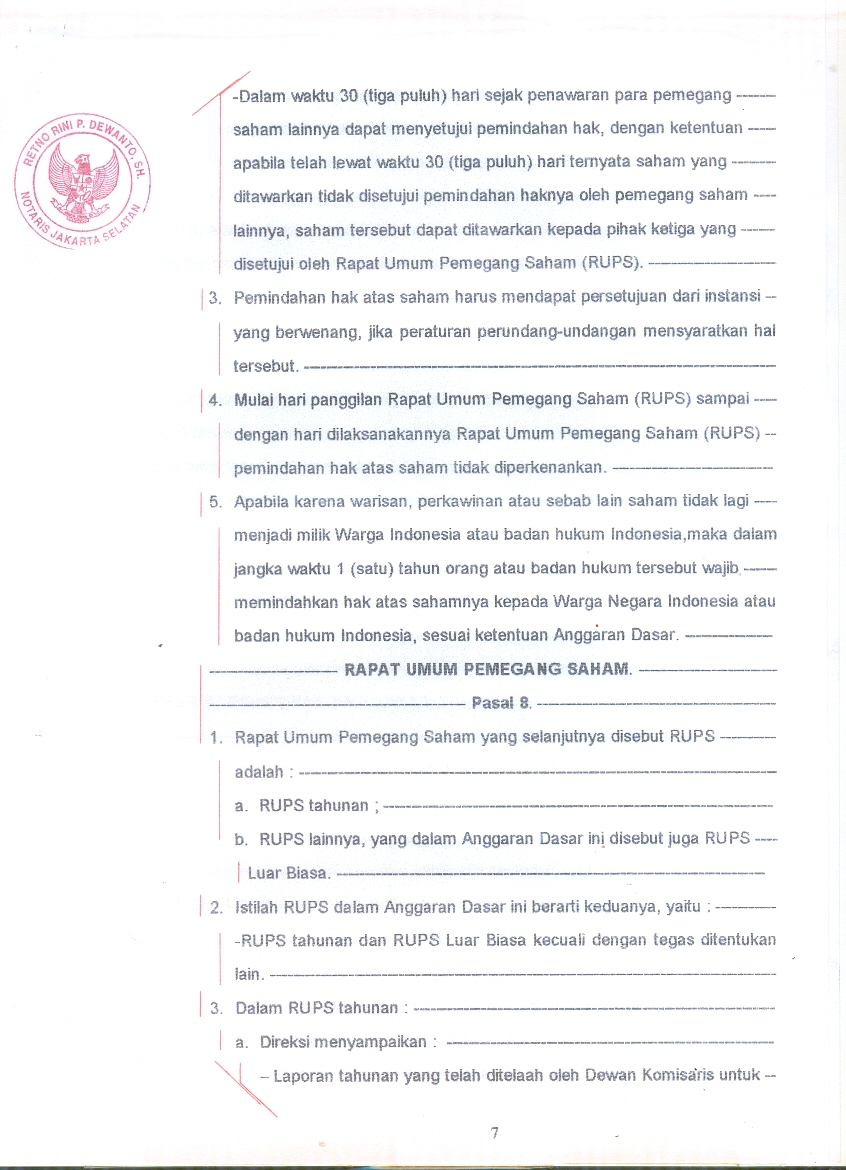 RETNO RINI P. DEWANTO, SH.
NOTARIS JAKARTA SELATAN
-Dalam waktu 30 (tiga puluh) hari sejak penawaran para pemegang ------
saham lainnya dapat menyetujui pemindahan hak, dengan ketentuan ----
apabila telah lewat waktu 30 (tiga puluh) hari ternyata saham yang ------
ditawarkan tidak disetujui pemindahan haknya oleh pemegang saham ---
lainnya, saham tersebut dapat ditawarkan kepada pihak ketiga yang -----
disetujui oleh Rapat Umum Pemegang Saham (RUPS). -----------------
3. Pemindahan hak atas saham harus mendapat persetujuan dari instansi --
yang berwenang, jika peraturan perundang-undangan mensyaratkan hal
tersebut. ----------------------------------------------------------------
4. Mulai hari panggilan Rapat Umum Pemegang Saham (RUPS) sampai ---
dengan hari dilaksanakannya Rapat Umum Pemegang Saham (RUPS) --
pemindahan hak atas saham tidak diperkenankan. ----------------------
5. Apabila karena warisan, perkawinan atau sebab lain saham tidak lagi ---
menjadi milik Warga Indonesia atau badan hukum Indonesia,maka dalam
jangka waktu 1 (satu) tahun orang atau badan hukum tersebut wajib -----
memindahkan hak atas sahamnya kepada Warga Negara Indonesia atau
badan hukum Indonesia, sesuai ketentuan Anggaran Dasar. ------------
----------------- RAPAT UMUM PEMEGANG SAHAM. -------------------
----------------------------------- Pasal 8. ---------------------------------
1. Rapat Umum Pemegang Saham yang selanjutnya disebut RUPS --------
adalah : -----------------------------------------------------------------
a. RUPS tahunan ; -----------------------------------------------------
b. RUPS lainnya, yang dalam Anggaran Dasar ini disebut juga RUPS ---
Luar Biasa. ----------------------------------------------------------
2. Istilah RUPS dalam Anggaran Dasar ini berarti keduanya, yaitu : --------
-RUPS tahunan dan RUPS Luar Biasa kecuali dengan tegas ditentukan
lain. ---------------------------------------------------------------------
3. Dalam RUPS tahunan : -------------------------------------------------
a. Direksi menyampaikan : ---------------------------------------------
– Laporan tahunan yang telah ditelaah oleh Dewan Komisaris untuk --
7